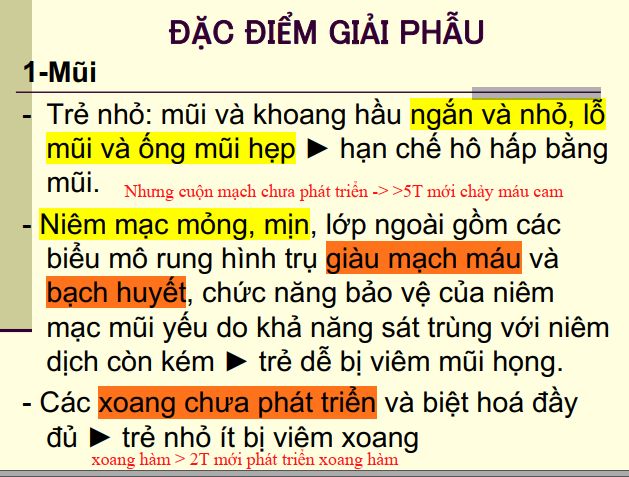 ĐẶC ĐIỂM GIẢI PHẪU
1-Mũi
- Trẻ nhỏ: mũi và khoang hầu ngắn và nhỏ, lỗ
mũi và ống mũi hẹp ► hạn chế hô hấp bằng
mũi. Nhưng cuộn mạch chưa phát triển -> >5T mới chảy máu cam
- Niêm mạc mỏng, mịn, lớp ngoài gồm các
biểu mô rung hình trụ giàu mạch máu và
bạch huyết, chức năng bảo vệ của niêm
mạc mũi yếu do khả năng sát trùng với niêm
dịch còn kém ► trẻ dễ bị viêm mũi họng.
- Các xoang chưa phát triển và biệt hoá đầy
đủ ► trẻ nhỏ ít bị viêm xoang
xoang hàm > 2T mới phát triển xoang hàm